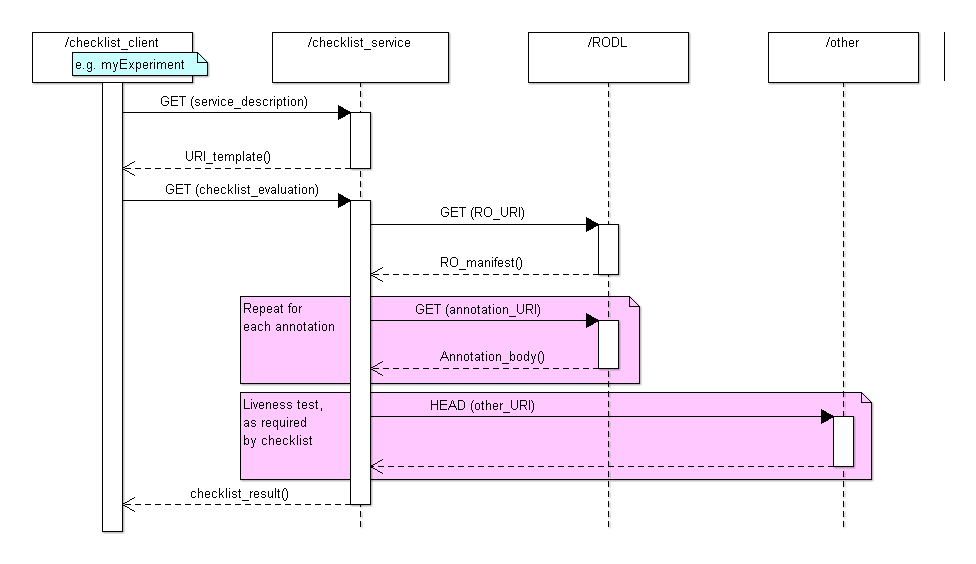 /checklist_client
/checklist_service
/RODL
/other
e.g. myExperiment
GET (service_description)
URI_template()
GET (checklist_evaluation)
GET (RO_URI)
RO_manifest()
Repeat for
each annotation
GET (annotation_URI)
Annotation_body()
Liveness test,
as required
by checklist
HEAD (other_URI)
checklist_result()